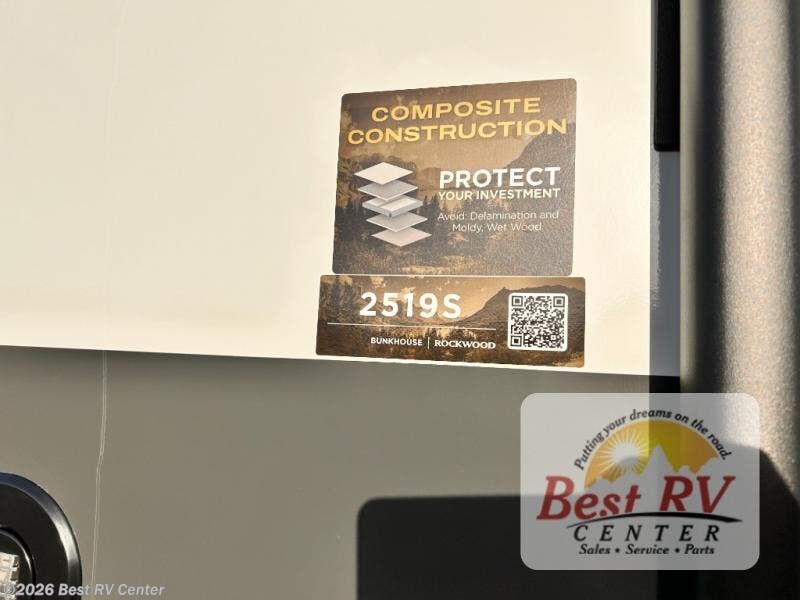 COMPOSITE
CONSTRUCTION
PROTECT
YOUR INVESTMENT
Avoid: Delamination and
Moldy, Wet Wood
2519S
BUNKHOUSE | ROCKWOOD
Putting your dreams on the road.
Best RV
CENTER
Sales ★ Service ★ Parts
©2026 Best RV Center